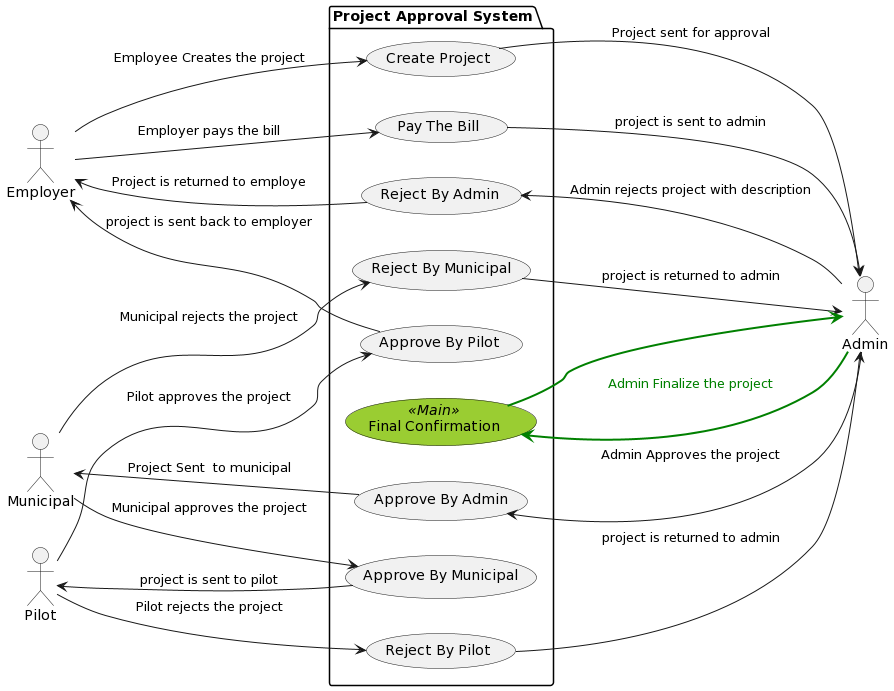 Project Approval System
Project sent for approval
Employee Creates the project
Create Project
project is sent to admin
Employer pays the bill
Pay The Bill
Project is returned to employe
Admin rejects project with description
Employer
Reject By Admin
project is sent back to employer
Reject By Municipal
project is returned to admin
Municipal rejects the project
Approve By Pilot
Admin
Pilot approves the project
Admin Finalize the project
«Main»
Final Confirmation
Admin Approves the project
Project Sent  to municipal
Municipal
Approve By Admin
Municipal approves the project
project is returned to admin
project is sent to pilot
Approve By Municipal
Pilot rejects the project
Pilot
Reject By Pilot